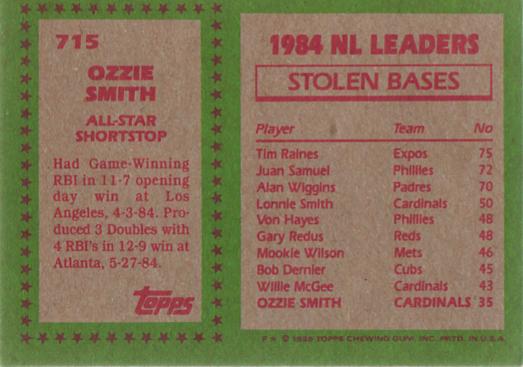 715
OZZIE
SMITH
ALL-STAR
SHORTSTOP
Had Game-Winning
RBI in 11-7 opening
day win at Los
Angeles, 4-3-84. Pro-
duced 3 Doubles with
4 RBI's in 12-9 win at
Atlanta, 5-27-84.
topps
1984 NL LEADERS
STOLEN BASES
Player Team No
Tim Raines Expos 75
Juan Samuel Phillies 72
Alan Wiggins Padres 70
Lonnie Smith Cardinals 50
Von Hayes Phillies 48
Gary Redus Reds 48
Mookie Wilson Mets 46
Bob Dernier Cubs 45
Willie McGee Cardinals 43
OZZIE SMITH CARDINALS 35
© 1985 TOPPS CHEWING GUM, INC. PRTD. IN U.S.A.